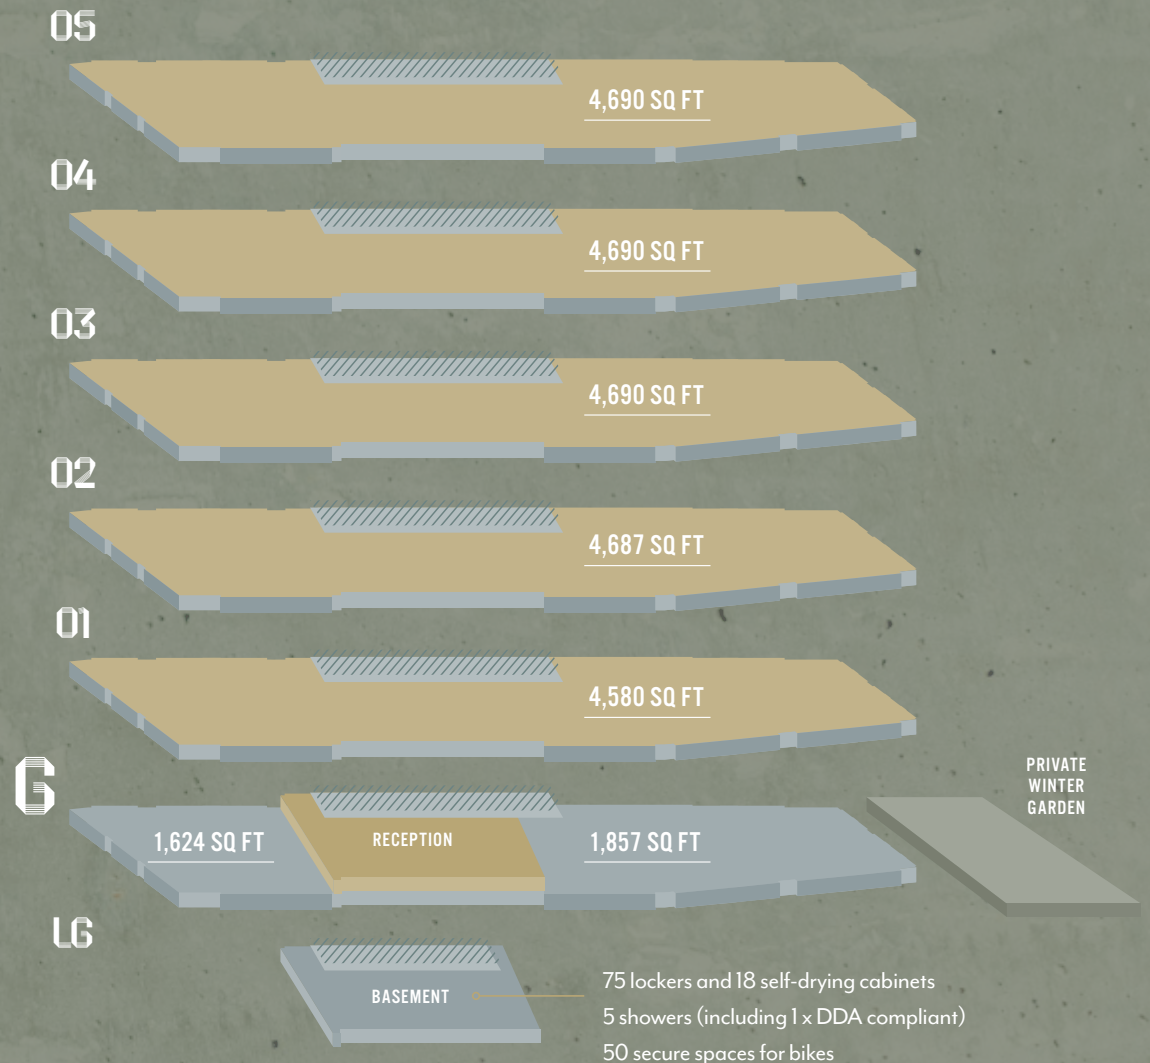 05
4,690 SQ FT
04
4,690 SQ FT
03
4,690 SQ FT
02
4,687 SQ FT
01
4,580 SQ FT
G
PRIVATE
WINTER
GARDEN
1,624 SQ FT
RECEPTION
1,857 SQ FT
LG
BASEMENT
75 lockers and 18 self-drying cabinets
5 showers (including 1 x DDA compliant)
50 secure spaces for bikes